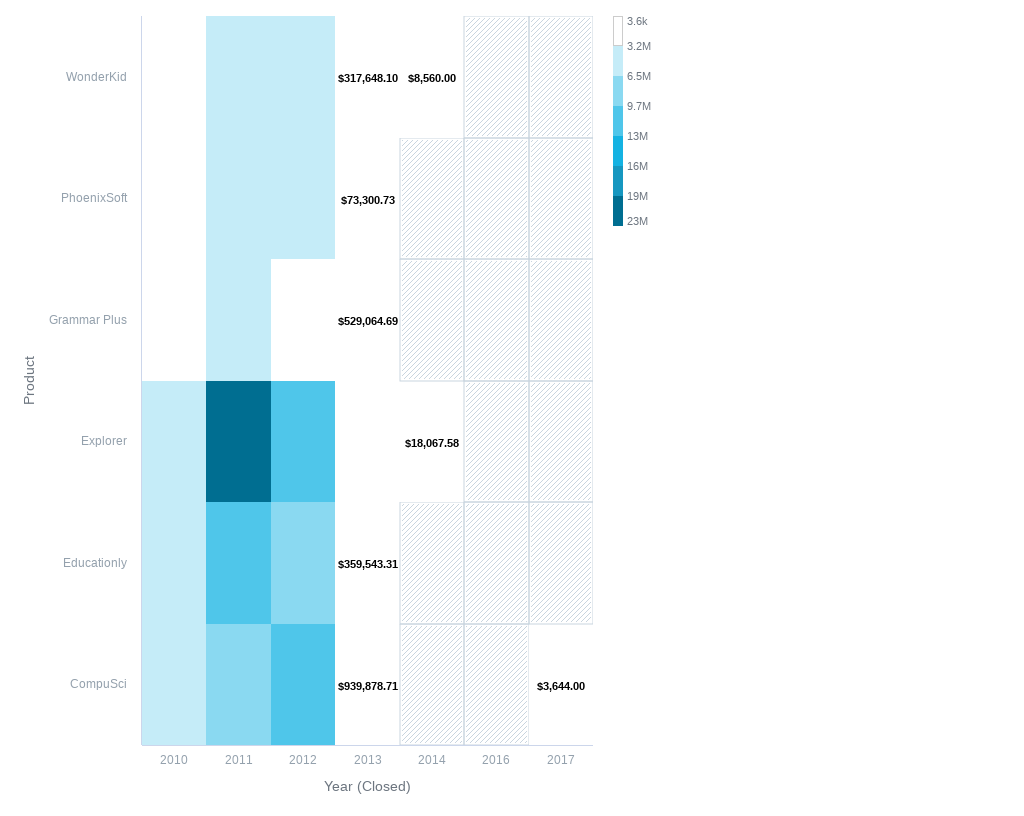 WonderKid
$317,648.10 $8,560.00
PhoenixSoft
$73,300.73
Grammar Plus
$529,064.69
Product
Explorer
$18,067.58
Educationly
$359,543.31
CompuSci
$939,878.71 $3,644.00
2010 2011 2012 2013 2014 2016 2017
Year (Closed)
3.6k
3.2M
6.5M
9.7M
13M
16M
19M
23M